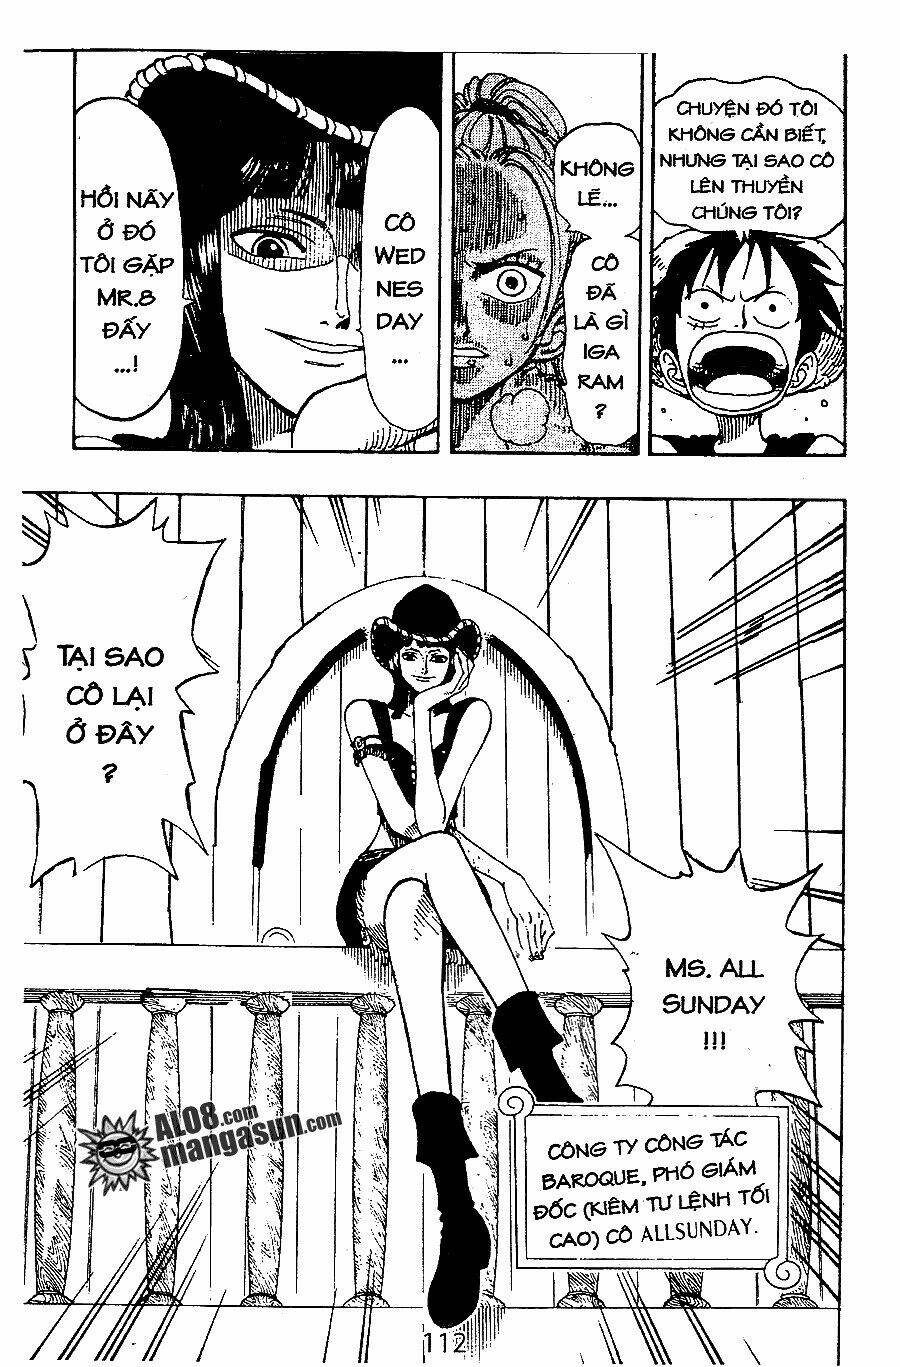 CHUYỆN ĐÓ TÔI
KHÔNG CẦN BIẾT,
NHƯNG TẠI SAO CÔ
LÊN THUYỀN
CHÚNG TÔI?
KHÔNG
LẼ...
CÔ
ĐÃ
LÀ GÌ
IGA
RAM
?
CÔ
WED
NES
DAY
...
HỒI NÃY
Ở ĐÓ
TÔI GẶP
MR.8
ĐẤY
...!
MS. ALL
SUNDAY
!!!
TẠI SAO
CÔ LẠI
Ở ĐÂY
?
CÔNG TY CÔNG TÁC
BAROQUE, PHÓ GIÁM
ĐỐC (KIÊM TƯ LỆNH TỐI
CAO) CÔ ALLSUNDAY.
ALO8.com
mangasun.com
112